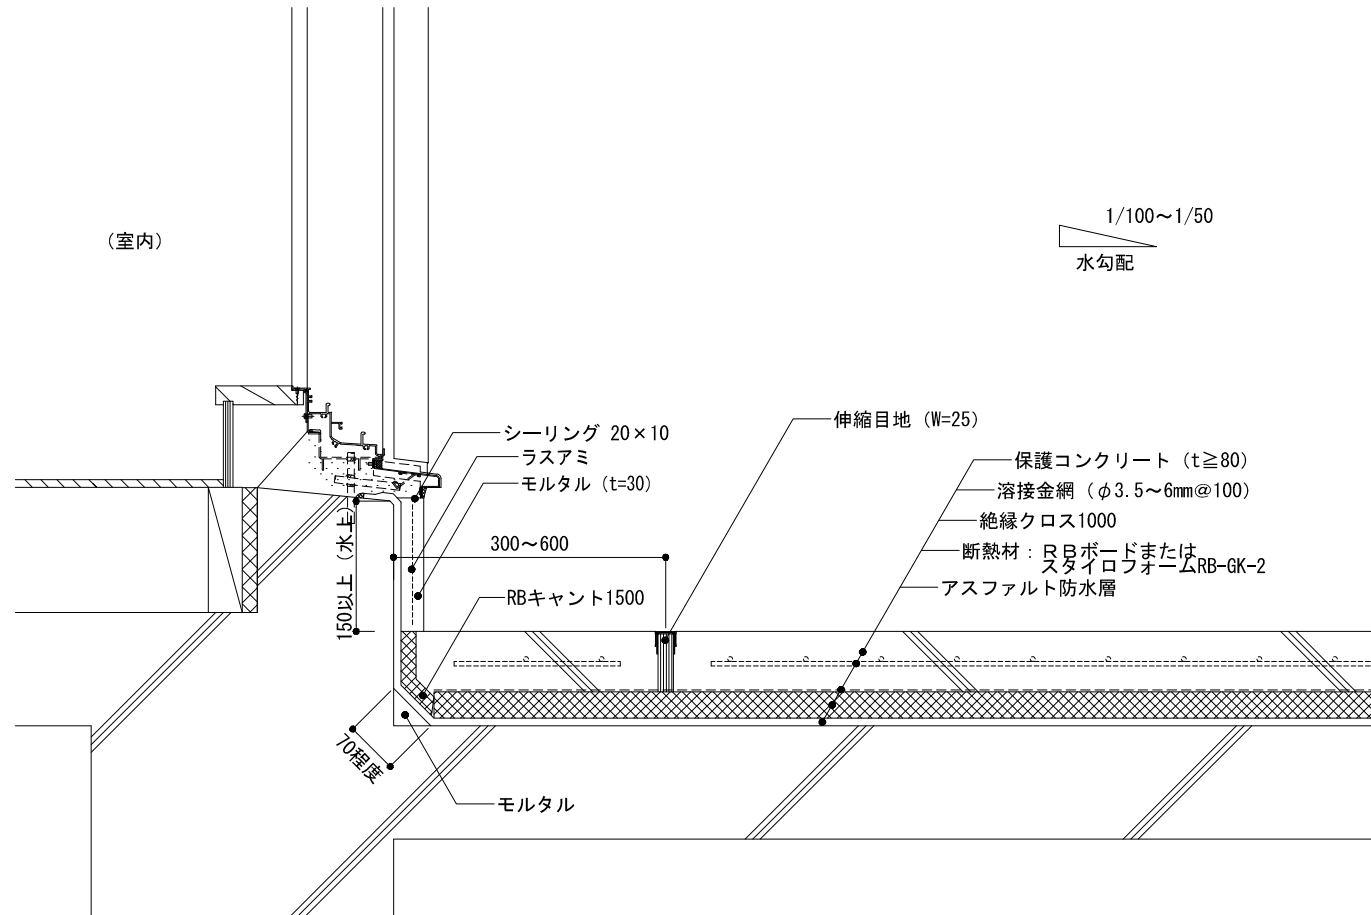 1/100～1/50
（室内）
水勾配
伸縮目地（W=25）
シーリング 20×10
ラスアミ
モルタル（t=30）
保護コンクリート（t≧80）
溶接金網（φ3.5～6mm@100）
絶縁クロス1000
断熱材：ＲＢボードまたは
スタイロフォームRB-GK-2
アスファルト防水層
300～600
150以上（水上）
RBキャント1500
70程度
モルタル